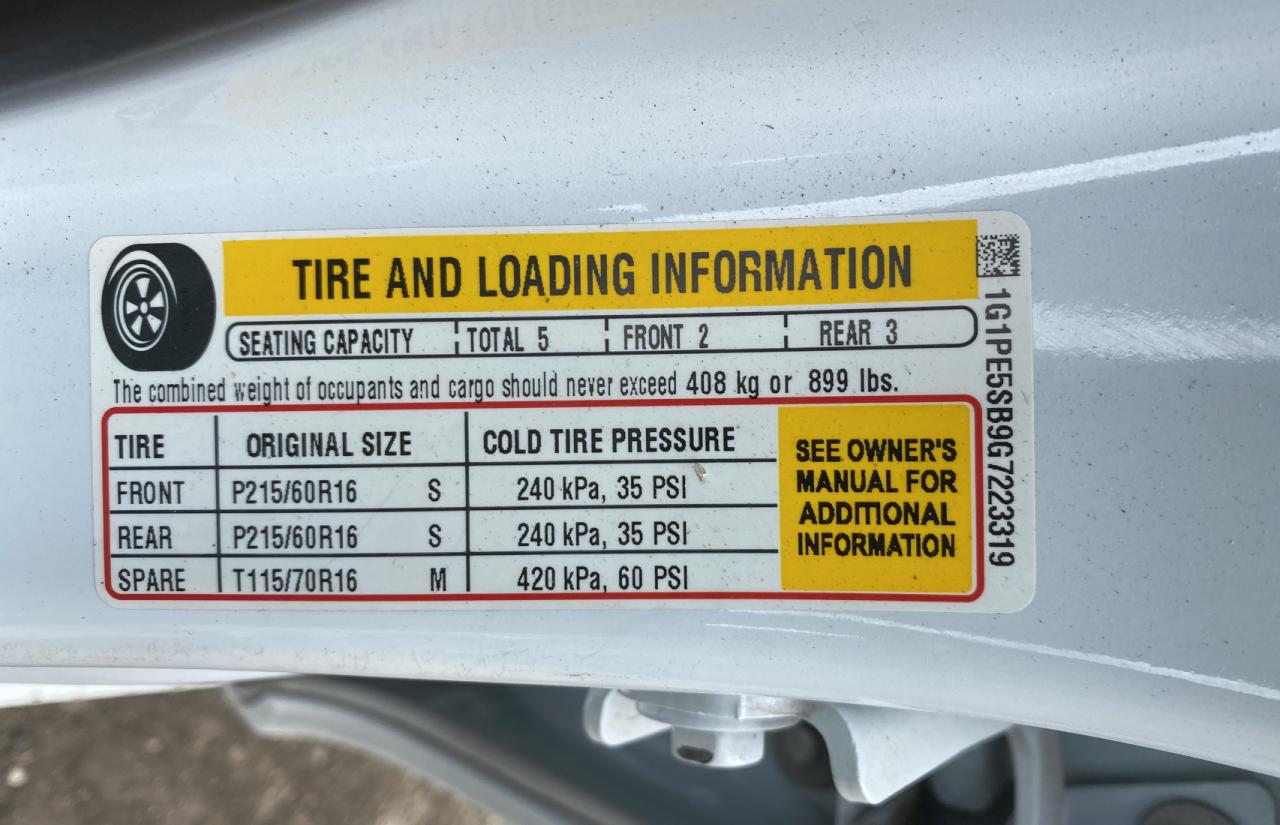 TIRE AND LOADING INFORMATION
SEATING CAPACITY TOTAL 5 FRONT 2 REAR 3
The combined weight of occupants and cargo should never exceed 408 kg or 899 lbs.
TIRE ORIGINAL SIZE COLD TIRE PRESSURE
FRONT P215/60R16 S 240 kPa, 35 PSI
REAR P215/60R16 S 240 kPa, 35 PSI
SPARE T115/70R16 M 420 kPa, 60 PSI
SEE OWNER'S
MANUAL FOR
ADDITIONAL
INFORMATION
1G1PE5SB9G7223319